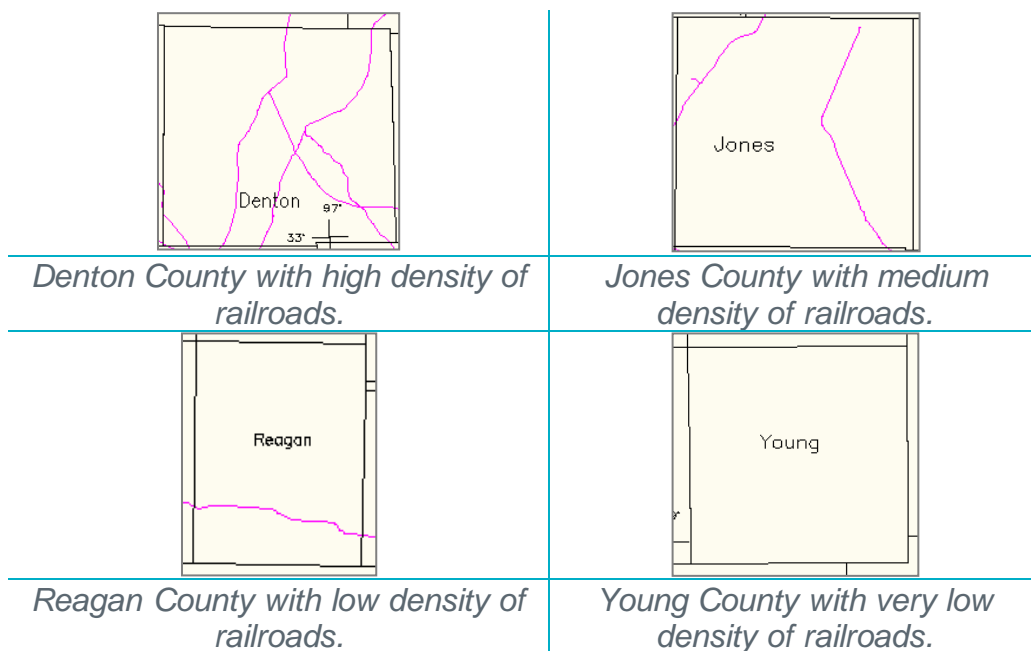 Denton
97°
33°
Denton County with high density of
railroads.
Jones
Jones County with medium
density of railroads.
Reagan
Reagan County with low density of
railroads.
Young
Young County with very low
density of railroads.